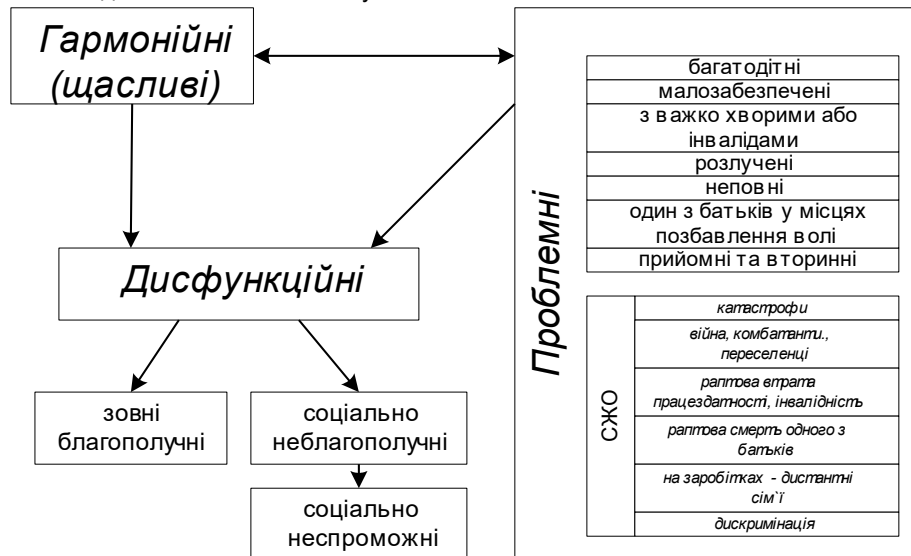 Гармонійні
(щасливі)
Дисфункційні
зовні
благополучні
соціально
неблагополучні
соціально
неспроможні
Проблемні
багатодітні
малозабезпечені
з важко хворими або
інвалідами
розлучені
неповні
один з батьків у місцях
позбавлення волі
прийомні та вторинні
СЖО
катастрофи
війна, комбатанти.,
переселенці
раптова втрата
працездатності, інвалідність
раптова смерть одного з
батьків
на заробітках - дистантні
сім`ї
дискримінація